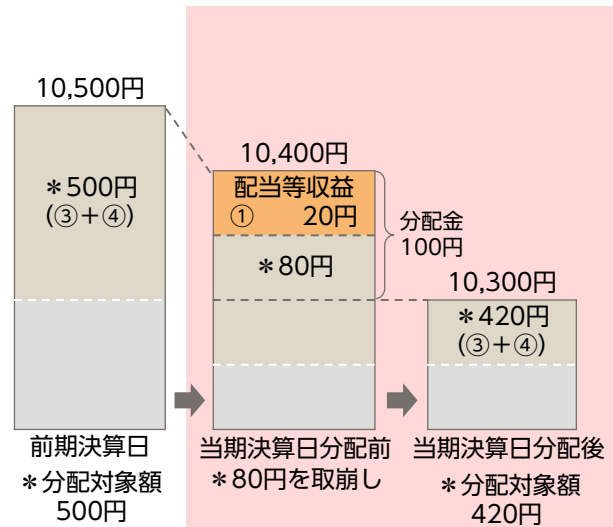 10,500円
＊500円
(③＋④)
前期決算日
＊分配対象額
500円
10,400円
配当等収益
① 20円
＊80円
分配金
100円
当期決算日分配前
＊80円を取崩し
10,300円
＊420円
(③＋④)
当期決算日分配後
＊分配対象額
420円